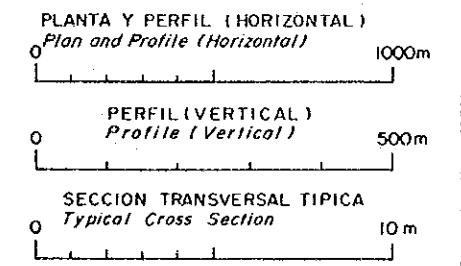 PLANTA Y PERFIL (HORIZONTAL)
Plan and Profile (Horizontal)
0 1000m
PERFIL (VERTICAL)
Profile (Vertical)
0 500m
SECCION TRANSVERSAL TIPICA
Typical Cross Section
0 10 m